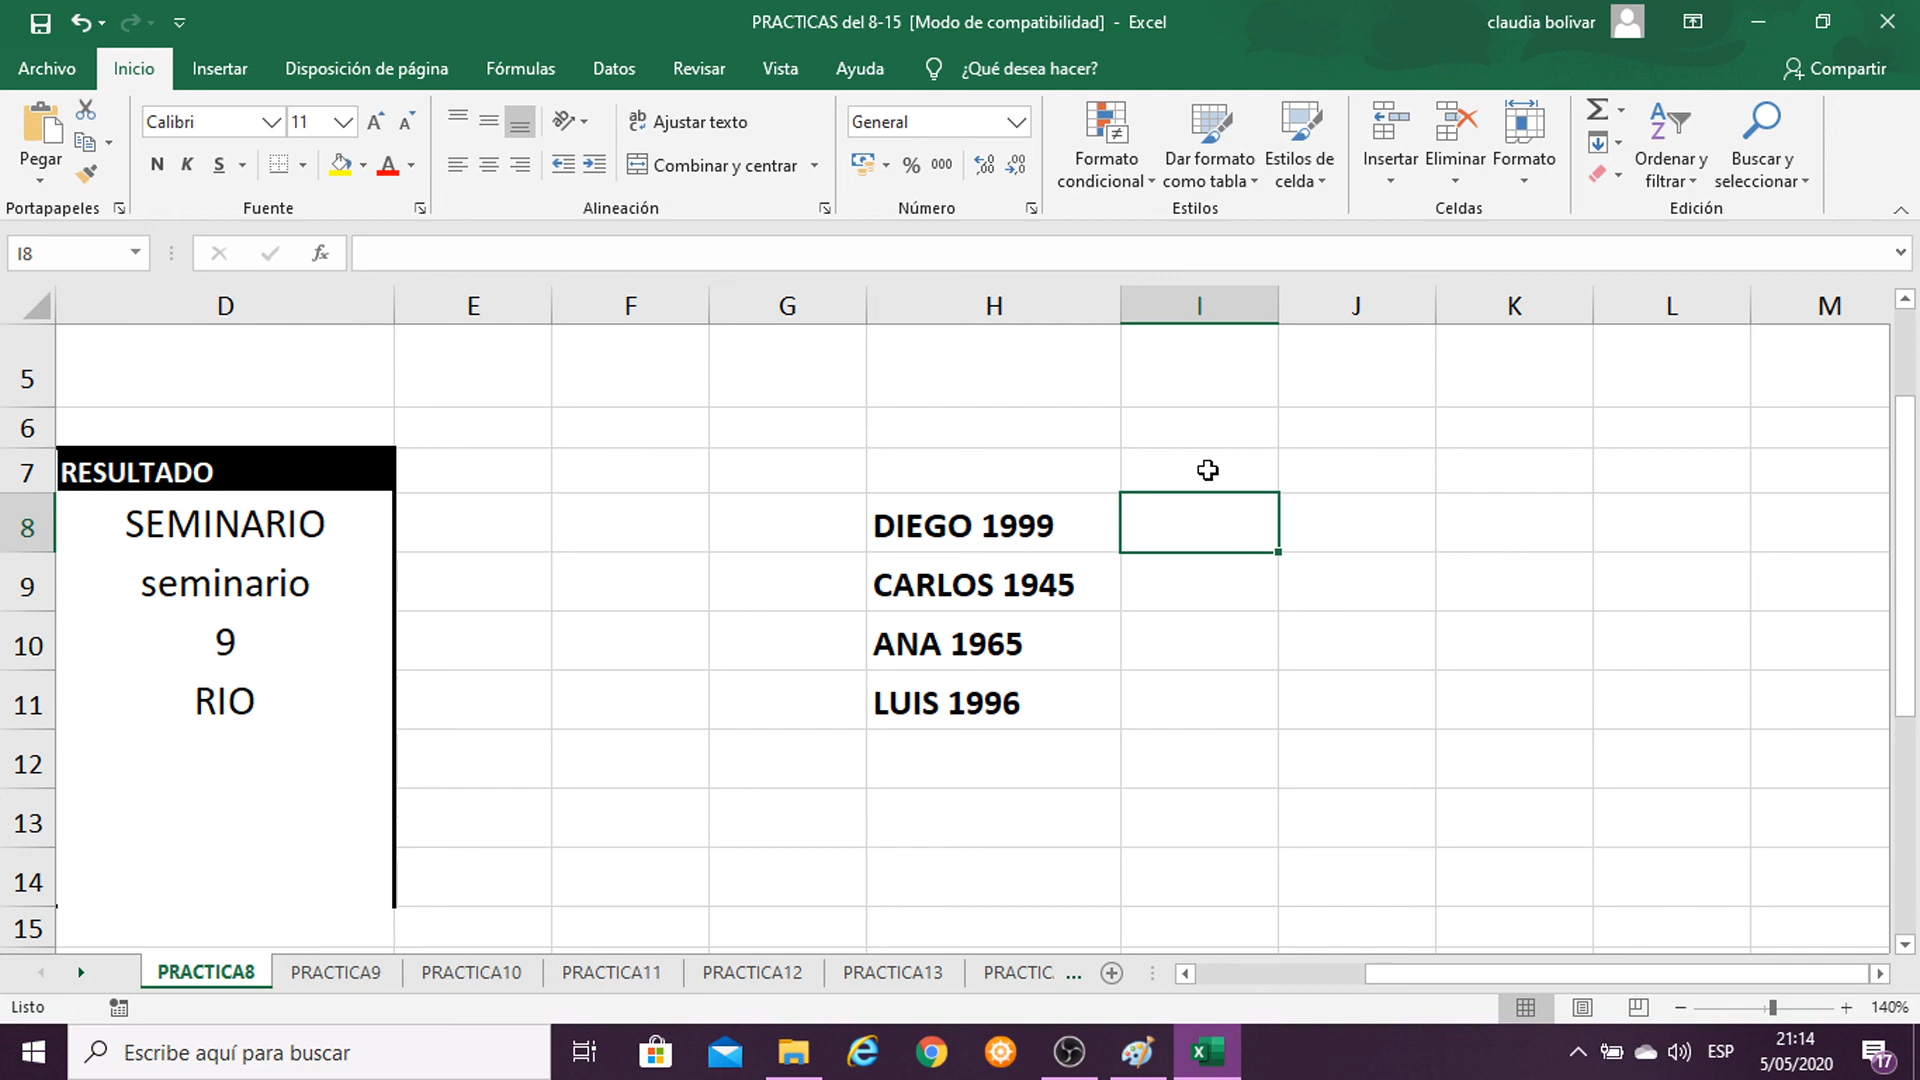 PRACTICAS del 8-15 [Modo de compatibilidad] - Excel
claudia bolivar
Archivo Inicio Insertar Disposición de página Fórmulas Datos Revisar Vista Ayuda ¿Qué desea hacer? Compartir
Pegar
Calibri 11
N K S
Ajustar texto
Combinar y centrar
General
% 000
Formato condicional
Dar formato como tabla
Estilos de celda
Insertar Eliminar Formato
Ordenar y filtrar
Buscar y seleccionar
Portapapeles Fuente Alineación Número Estilos Celdas Edición
I8 fx
D E F G H I J K L M
5
6
7 RESULTADO
8 SEMINARIO DIEGO 1999
9 seminario CARLOS 1945
10 9 ANA 1965
11 RIO LUIS 1996
12
13
14
15
PRACTICA8 PRACTICA9 PRACTICA10 PRACTICA11 PRACTICA12 PRACTICA13 PRACTIC. ...
Listo 140%
Escribe aquí para buscar
ESP
21:14
5/05/2020
17